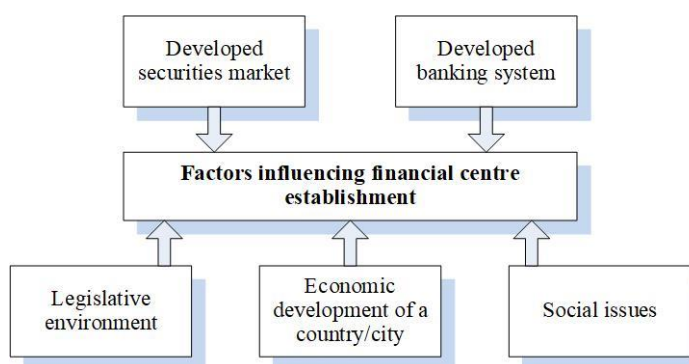 Developed
securities market
Developed
banking system
Factors influencing financial centre
establishment
Legislative
environment
Economic
development of a
country/city
Social issues